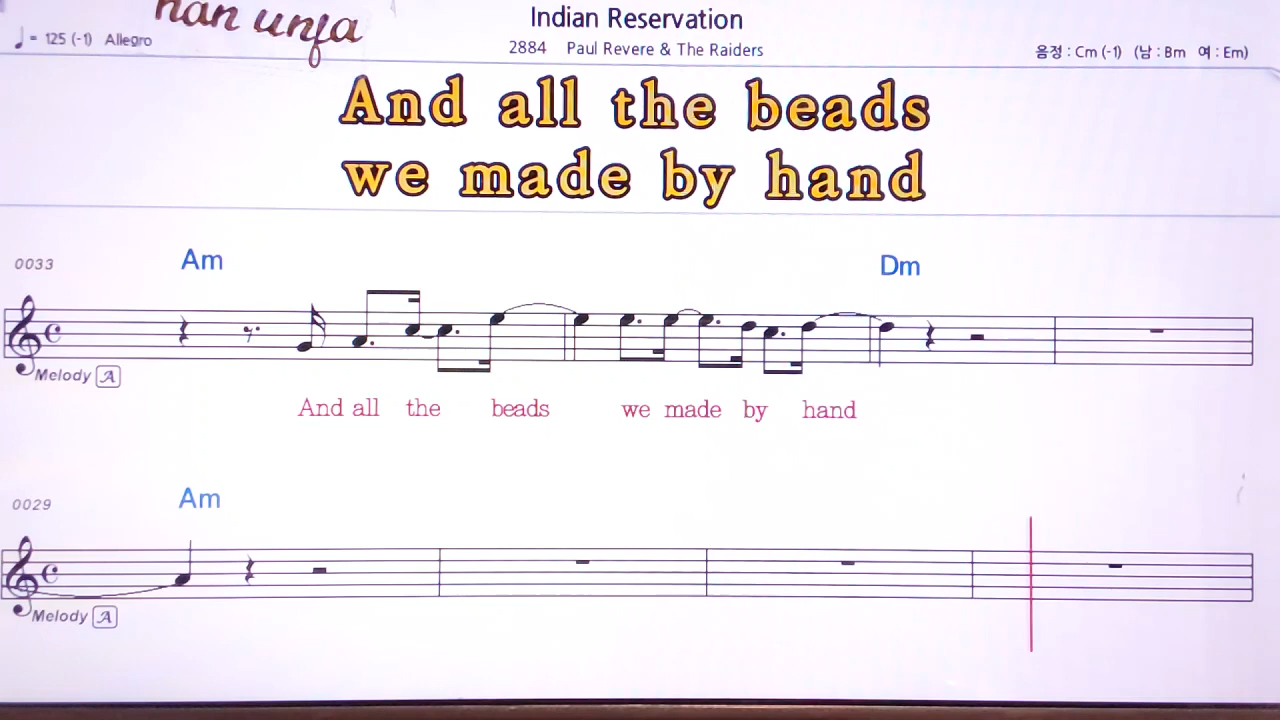 han unfa
Indian Reservation
♩ = 125 (-1) Allegro
2884 Paul Revere & The Raiders
음정 : Cm (-1) (남 : Bm 여 : Em)
And all the beads
we made by hand
0033 Am Dm
Melody A
And all the beads we made by hand
0029 Am
Melody A